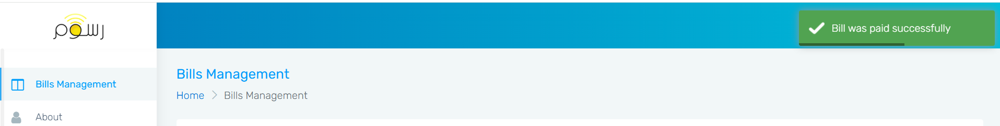 رسوم
Bill was paid successfully
Bills Management
About
Bills Management
Home > Bills Management